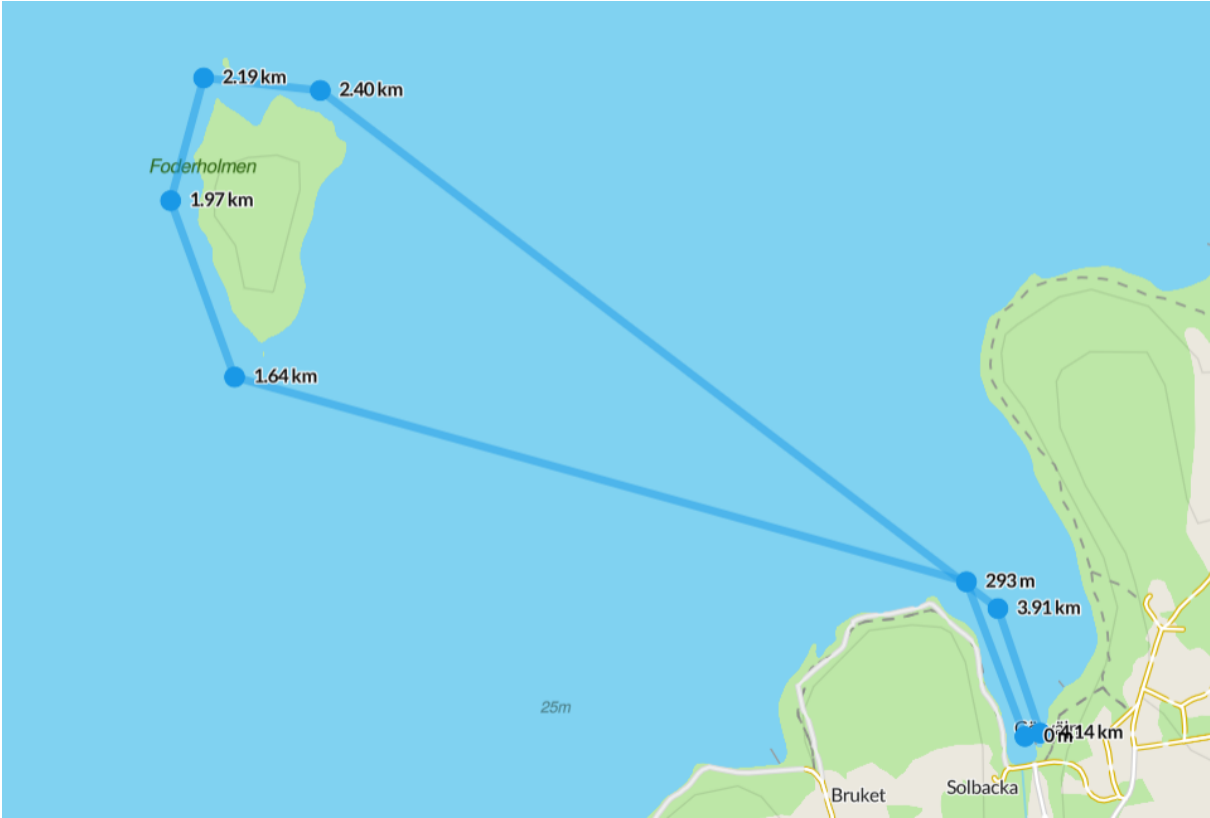 2.19 km
2.40 km
Foderholmen
1.97 km
1.64 km
293 m
3.91 km
25m
0 m
4.14 km
Solbacka
Bruket